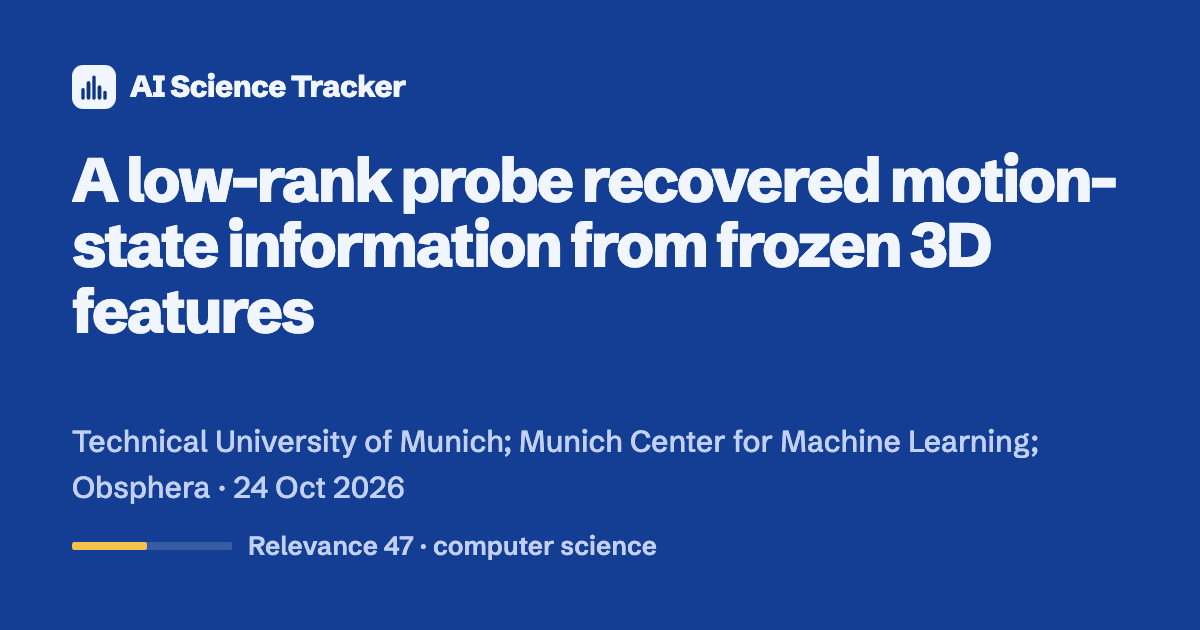 AI Science Tracker
A low-rank probe recovered motion-
state information from frozen 3D
features
Technical University of Munich; Munich Center for Machine Learning;
Obsphera · 24 Oct 2026
Relevance 47 · computer science